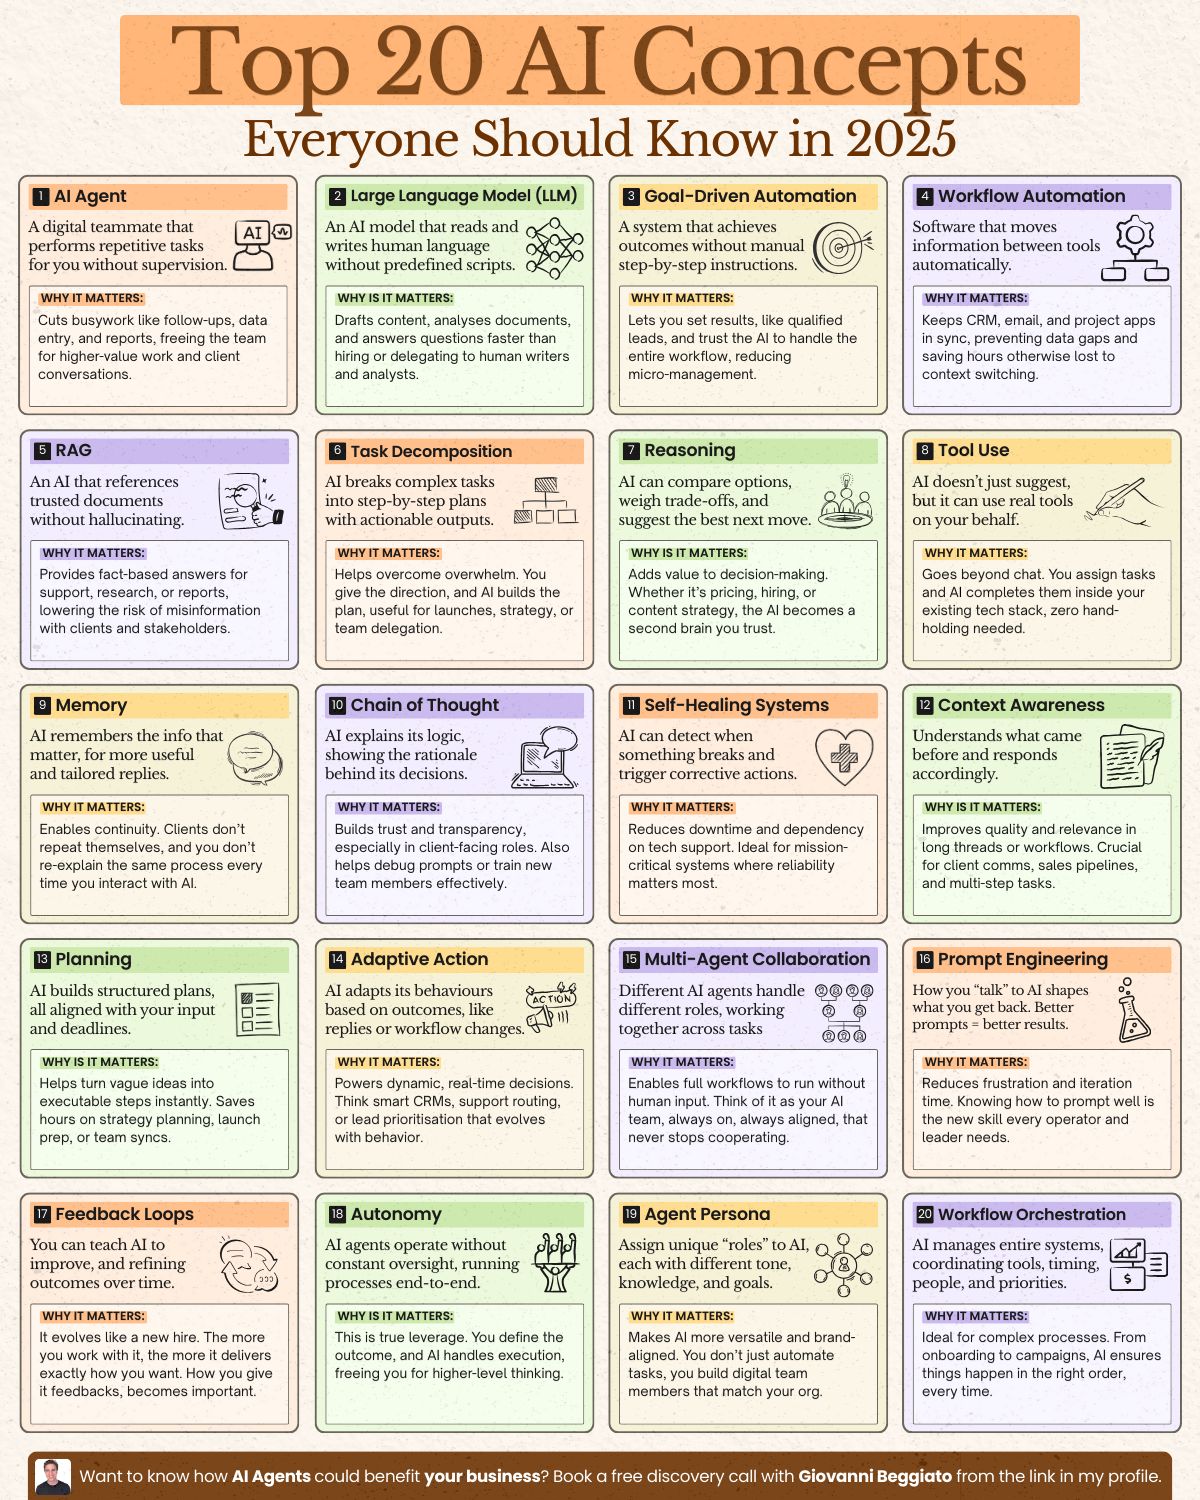 Top 20 AI Concepts
Everyone Should Know in 2025
1 AI Agent
A digital teammate that
performs repetitive tasks
for you without supervision.
AI
WHY IT MATTERS:
Cuts busywork like follow-ups, data
entry, and reports, freeing the team
for higher-value work and client
conversations.
2 Large Language Model (LLM)
An AI model that reads and
writes human language
without predefined scripts.
WHY IS IT MATTERS:
Drafts content, analyses documents,
and answers questions faster than
hiring or delegating to human writers
and analysts.
3 Goal-Driven Automation
A system that achieves
outcomes without manual
step-by-step instructions.
WHY IT MATTERS:
Lets you set results, like qualified
leads, and trust the AI to handle the
entire workflow, reducing
micro-management.
4 Workflow Automation
Software that moves
information between tools
automatically.
WHY IT MATTERS:
Keeps CRM, email, and project apps
in sync, preventing data gaps and
saving hours otherwise lost to
context switching.
5 RAG
An AI that references
trusted documents
without hallucinating.
WHY IT MATTERS:
Provides fact-based answers for
support, research, or reports,
lowering the risk of misinformation
with clients and stakeholders.
6 Task Decomposition
AI breaks complex tasks
into step-by-step plans
with actionable outputs.
WHY IT MATTERS:
Helps overcome overwhelm. You
give the direction, and AI builds the
plan, useful for launches, strategy, or
team delegation.
7 Reasoning
AI can compare options,
weigh trade-offs, and
suggest the best next move.
WHY IS IT MATTERS:
Adds value to decision-making.
Whether it's pricing, hiring, or
content strategy, the AI becomes a
second brain you trust.
8 Tool Use
AI doesn't just suggest,
but it can use real tools
on your behalf.
WHY IT MATTERS:
Goes beyond chat. You assign tasks
and AI completes them inside your
existing tech stack, zero hand-
holding needed.
9 Memory
AI remembers the info that
matter, for more useful
and tailored replies.
WHY IT MATTERS:
Enables continuity. Clients don't
repeat themselves, and you don't
re-explain the same process every
time you interact with AI.
10 Chain of Thought
AI explains its logic,
showing the rationale
behind its decisions.
WHY IT MATTERS:
Builds trust and transparency,
especially in client-facing roles. Also
helps debug prompts or train new
team members effectively.
11 Self-Healing Systems
AI can detect when
something breaks and
trigger corrective actions.
WHY IT MATTERS:
Reduces downtime and dependency
on tech support. Ideal for mission-
critical systems where reliability
matters most.
12 Context Awareness
Understands what came
before and responds
accordingly.
WHY IS IT MATTERS:
Improves quality and relevance in
long threads or workflows. Crucial
for client comms, sales pipelines,
and multi-step tasks.
13 Planning
AI builds structured plans,
all aligned with your input
and deadlines.
WHY IS IT MATTERS:
Helps turn vague ideas into
executable steps instantly. Saves
hours on strategy planning, launch
prep, or team syncs.
14 Adaptive Action
AI adapts its behaviours
based on outcomes, like
replies or workflow changes.
ACTION
WHY IT MATTERS:
Powers dynamic, real-time decisions.
Think smart CRMs, support routing,
or lead prioritisation that evolves
with behavior.
15 Multi-Agent Collaboration
Different AI agents handle
different roles, working
together across tasks
WHY IT MATTERS:
Enables full workflows to run without
human input. Think of it as your AI
team, always on, always aligned, that
never stops cooperating.
16 Prompt Engineering
How you "talk" to AI shapes
what you get back. Better
prompts = better results.
WHY IT MATTERS:
Reduces frustration and iteration
time. Knowing how to prompt well is
the new skill every operator and
leader needs.
17 Feedback Loops
You can teach AI to
improve, and refining
outcomes over time.
WHY IT MATTERS:
It evolves like a new hire. The more
you work with it, the more it delivers
exactly how you want. How you give
it feedbacks, becomes important.
18 Autonomy
AI agents operate without
constant oversight, running
processes end-to-end.
WHY IS IT MATTERS:
This is true leverage. You define the
outcome, and AI handles execution,
freeing you for higher-level thinking.
19 Agent Persona
Assign unique "roles" to AI,
each with different tone,
knowledge, and goals.
WHY IT MATTERS:
Makes AI more versatile and brand-
aligned. You don't just automate
tasks, you build digital team
members that match your org.
20 Workflow Orchestration
AI manages entire systems,
coordinating tools, timing,
people, and priorities.
$
WHY IT MATTERS:
Ideal for complex processes. From
onboarding to campaigns, AI ensures
things happen in the right order,
every time.
Want to know how AI Agents could benefit your business? Book a free discovery call with Giovanni Beggiato from the link in my profile.